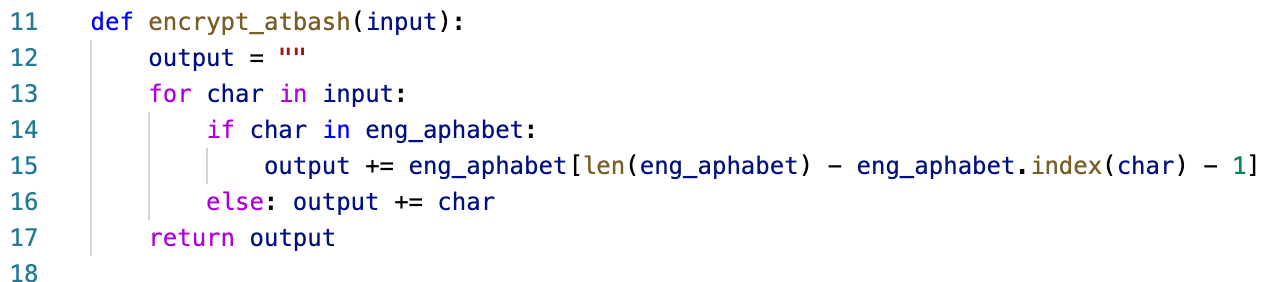 11 def encrypt_atbash(input):
12 output = ""
13 for char in input:
14 if char in eng_aphabet:
15 output += eng_aphabet[len(eng_aphabet) - eng_aphabet.index(char) - 1]
16 else: output += char
17 return output
18